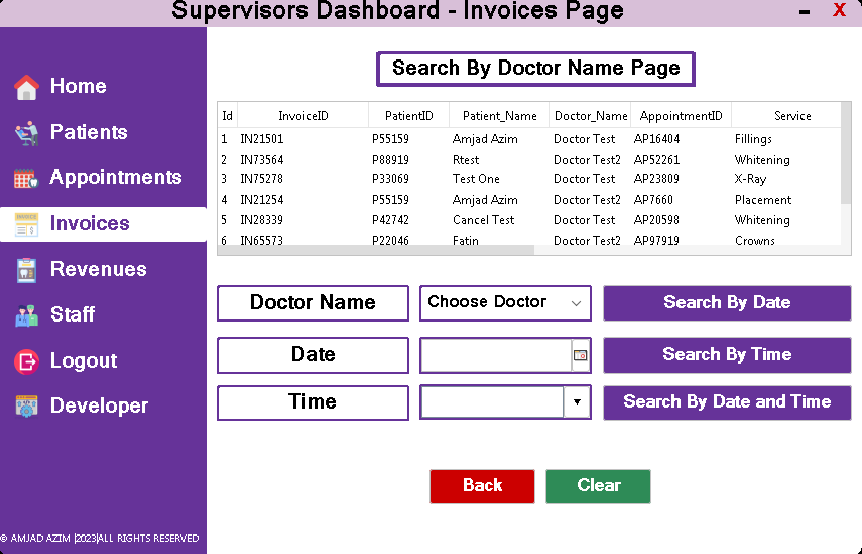 Supervisors Dashboard - Invoices Page
– X
Home
Patients
Appointments
Invoices
Revenues
Staff
Logout
Developer
© AMJAD AZIM |2023|ALL RIGHTS RESERVED
Search By Doctor Name Page
Id InvoiceID PatientID Patient_Name Doctor_Name AppointmentID Service
1 IN21501 P55159 Amjad Azim Doctor Test AP16404 Fillings
2 IN73564 P88919 Rtest Doctor Test2 AP52261 Whitening
3 IN75278 P33069 Test One Doctor Test AP23809 X-Ray
4 IN21254 P55159 Amjad Azim Doctor Test2 AP7660 Placement
5 IN28339 P42742 Cancel Test Doctor Test AP20598 Whitening
6 IN65573 P22046 Fatin Doctor Test2 AP97919 Crowns
Doctor Name Choose Doctor Search By Date
Date Search By Time
Time Search By Date and Time
Back Clear